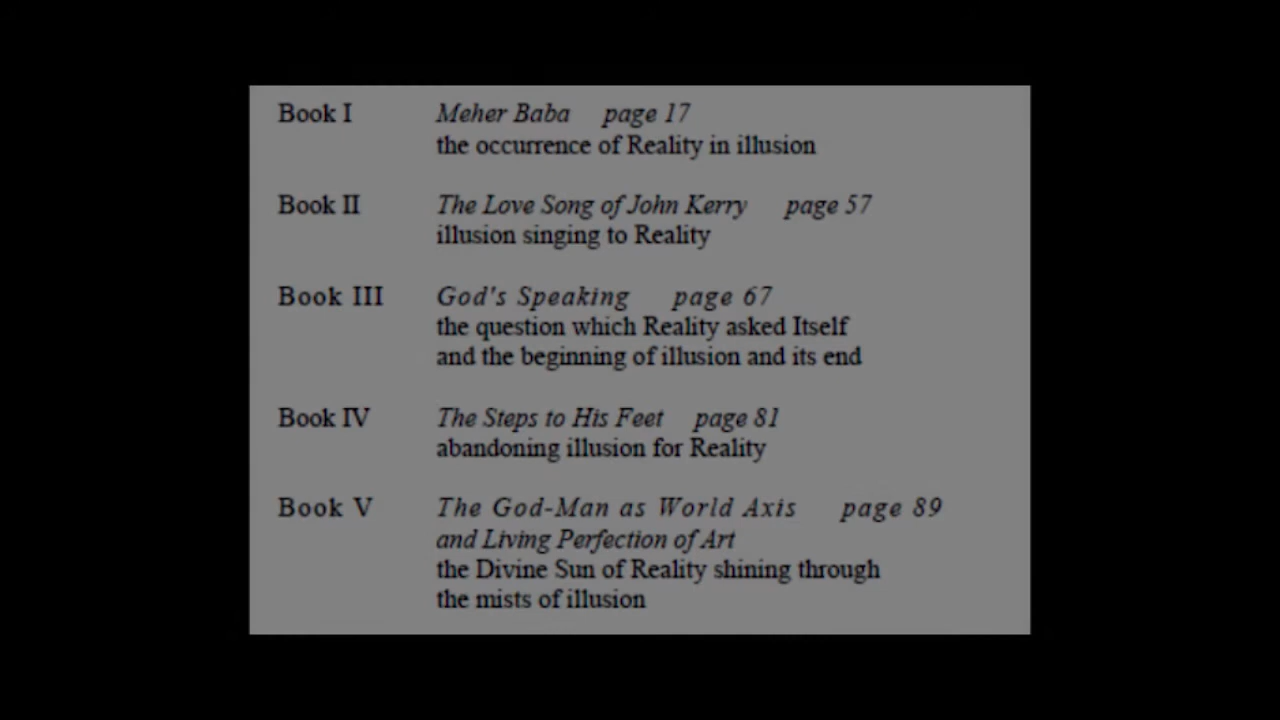 Book I Meher Baba page 17
the occurrence of Reality in illusion
Book II The Love Song of John Kerry page 57
illusion singing to Reality
Book III God's Speaking page 67
the question which Reality asked Itself
and the beginning of illusion and its end
Book IV The Steps to His Feet page 81
abandoning illusion for Reality
Book V The God-Man as World Axis page 89
and Living Perfection of Art
the Divine Sun of Reality shining through
the mists of illusion